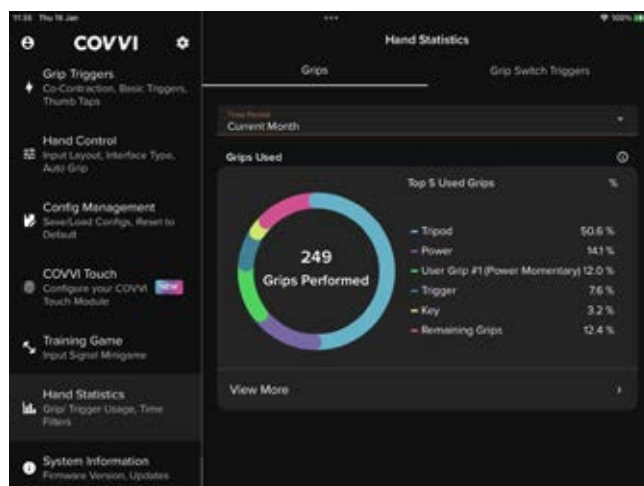 11:36 Thu 16 Jan
100%
COVVI
Grip Triggers
Co-Contraction, Basic Triggers,
Thumb Taps
Hand Control
Input Layout, Interface Type,
Auto Grip
Config Management
Save/Load Configs, Reset to
Default
COVVI Touch
Configure your COVVI
Touch Module
NEW
Training Game
Input Signal Minigame
Hand Statistics
Grip/ Trigger Usage, Time
Filters
System Information
Firmware Version, Updates
Hand Statistics
Grips
Grip Switch Triggers
Time Period
Current Month
Grips Used
249
Grips Performed
Top 5 Used Grips %
Tripod 50.6 %
Power 14.1 %
User Grip #1 (Power Momentary) 12.0 %
Trigger 7.6 %
Key 3.2 %
Remaining Grips 12.4 %
View More